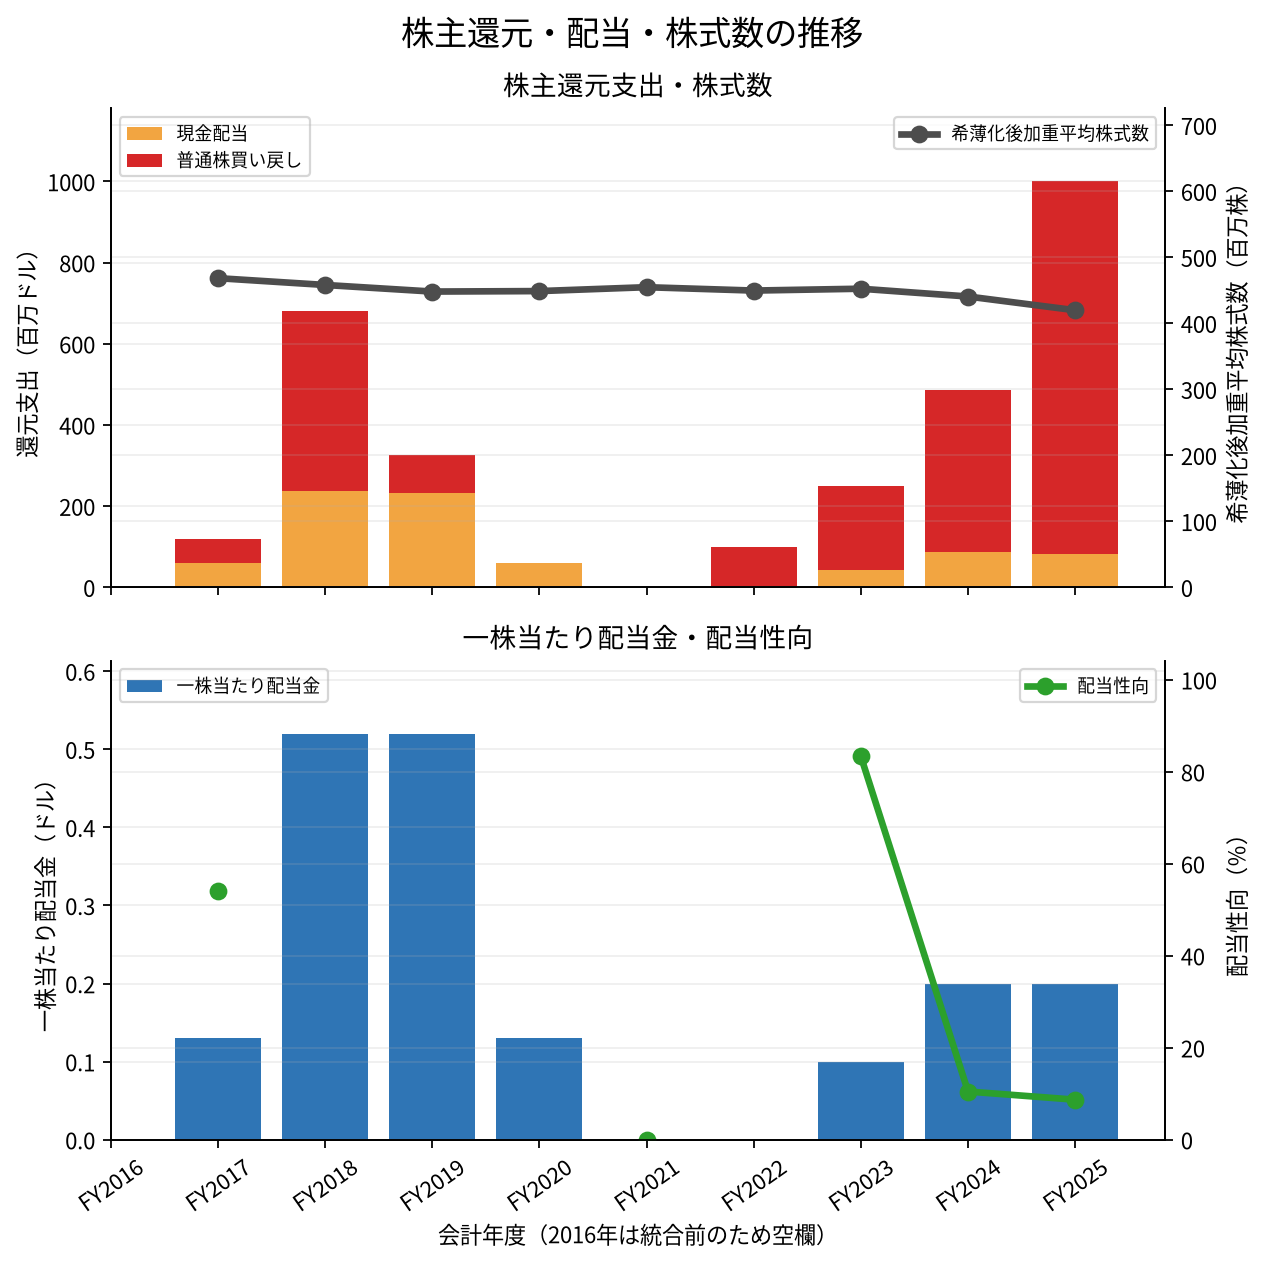 株主還元・配当・株式数の推移
株主還元支出・株式数
現金配当
普通株買い戻し
希薄化後加重平均株式数
還元支出（百万ドル）
1000
800
600
400
200
0
700
600
500
400
300
200
100
0
希薄化後加重平均株式数（百万株）
一株当たり配当金・配当性向
一株当たり配当金
配当性向
一株当たり配当金（ドル）
0.6
0.5
0.4
0.3
0.2
0.1
0.0
100
80
60
40
20
0
配当性向（%）
FY2016
FY2017
FY2018
FY2019
FY2020
FY2021
FY2022
FY2023
FY2024
FY2025
会計年度（2016年は統合前のため空欄）